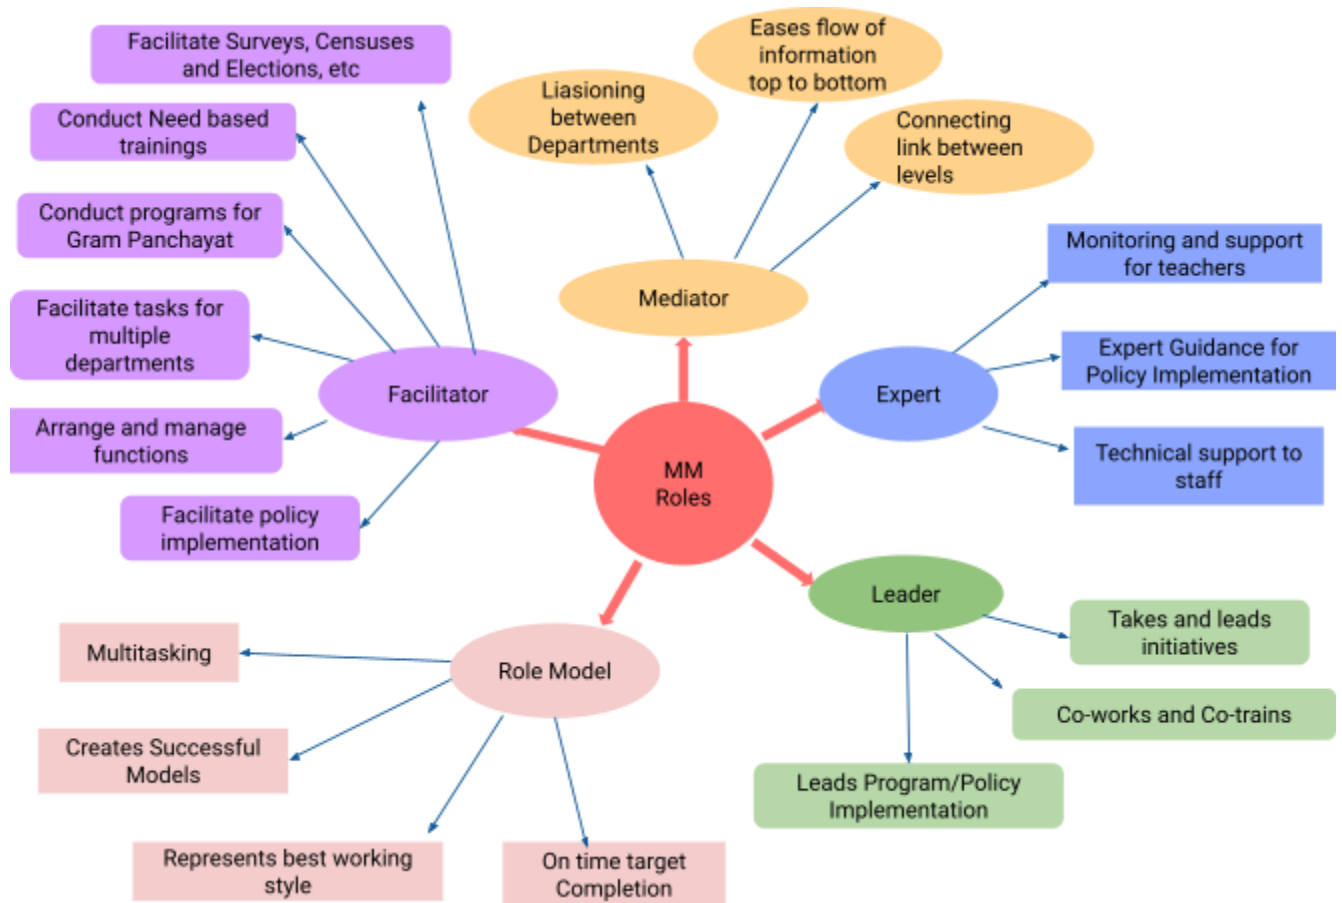 Facilitate Surveys, Censuses
and Elections, etc
Conduct Need based
trainings
Conduct programs for
Gram Panchayat
Facilitate tasks for
multiple
departments
Arrange and manage
functions
Facilitate policy
implementation
Facilitator
Liasioning
between
Departments
Eases flow of
information
top to bottom
Connecting
link between
levels
Mediator
Monitoring and support
for teachers
Expert Guidance for
Policy Implementation
Technical support to
staff
Expert
MM
Roles
Leader
Takes and leads
initiatives
Co-works and Co-trains
Leads Program/Policy
Implementation
Role Model
Multitasking
Creates Successful
Models
Represents best working
style
On time target
Completion